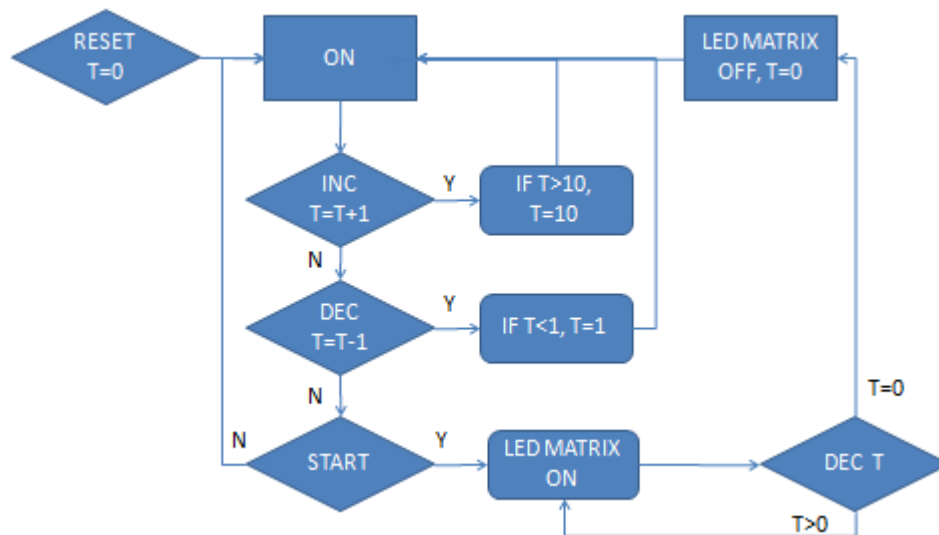 RESET
T=0
ON
LED MATRIX
OFF, T=0
INC
T=T+1
Y
IF T>10,
T=10
N
DEC
T=T-1
Y
IF T<1, T=1
N
T=0
N
START
Y
LED MATRIX
ON
DEC T
T>0